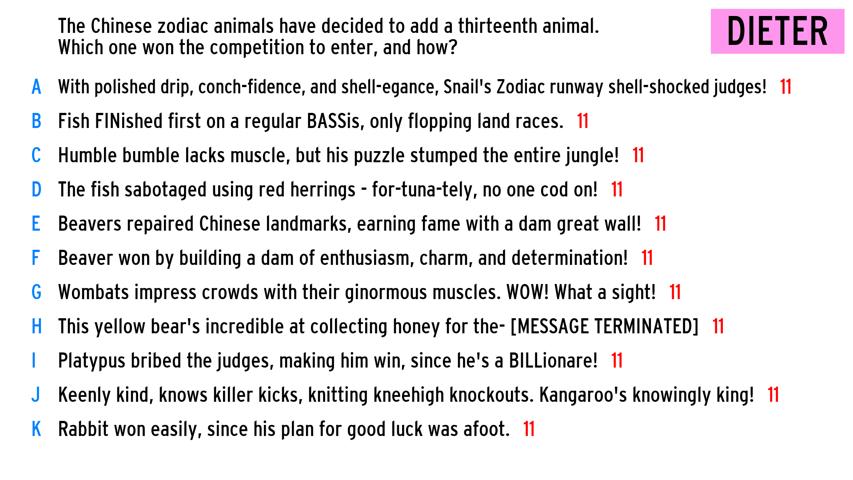 The Chinese zodiac animals have decided to add a thirteenth animal.
Which one won the competition to enter, and how?
DIETER
A With polished drip, conch-fidence, and shell-egance, Snail's Zodiac runway shell-shocked judges! 11
B Fish FINished first on a regular BASSis, only flopping land races. 11
C Humble bumble lacks muscle, but his puzzle stumped the entire jungle! 11
D The fish sabotaged using red herrings - for-tuna-tely, no one cod on! 11
E Beavers repaired Chinese landmarks, earning fame with a dam great wall! 11
F Beaver won by building a dam of enthusiasm, charm, and determination! 11
G Wombats impress crowds with their ginormous muscles. WOW! What a sight! 11
H This yellow bear's incredible at collecting honey for the- [MESSAGE TERMINATED] 11
I Platypus bribed the judges, making him win, since he's a BILLionare! 11
J Keenly kind, knows killer kicks, knitting kneehigh knockouts. Kangaroo's knowingly king! 11
K Rabbit won easily, since his plan for good luck was afoot. 11